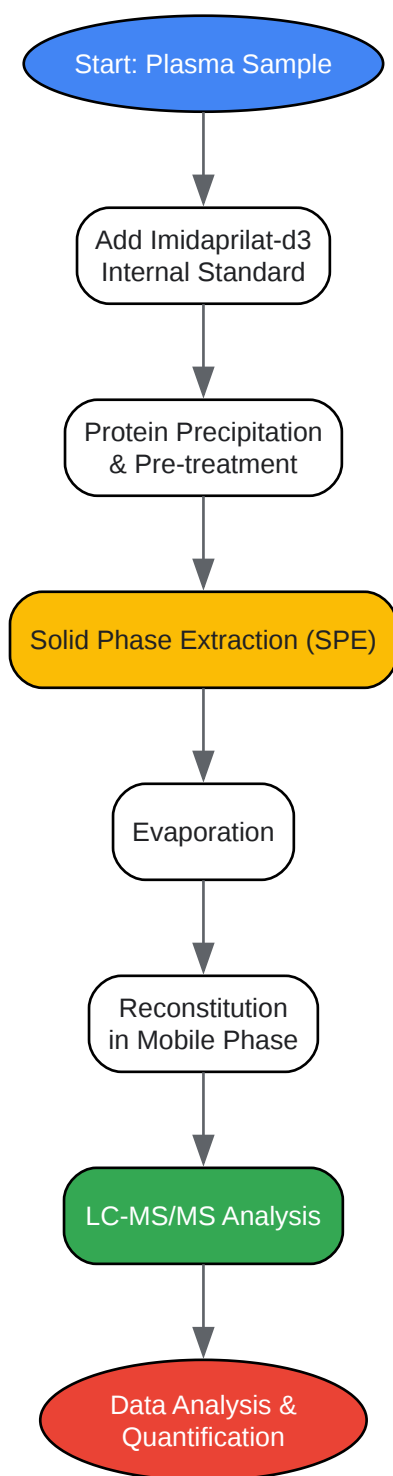 Start: Plasma Sample
Add Imidaprilat-d3
Internal Standard
Protein Precipitation
& Pre-treatment
Solid Phase Extraction (SPE)
Evaporation
Reconstitution
in Mobile Phase
LC-MS/MS Analysis
Data Analysis &
Quantification